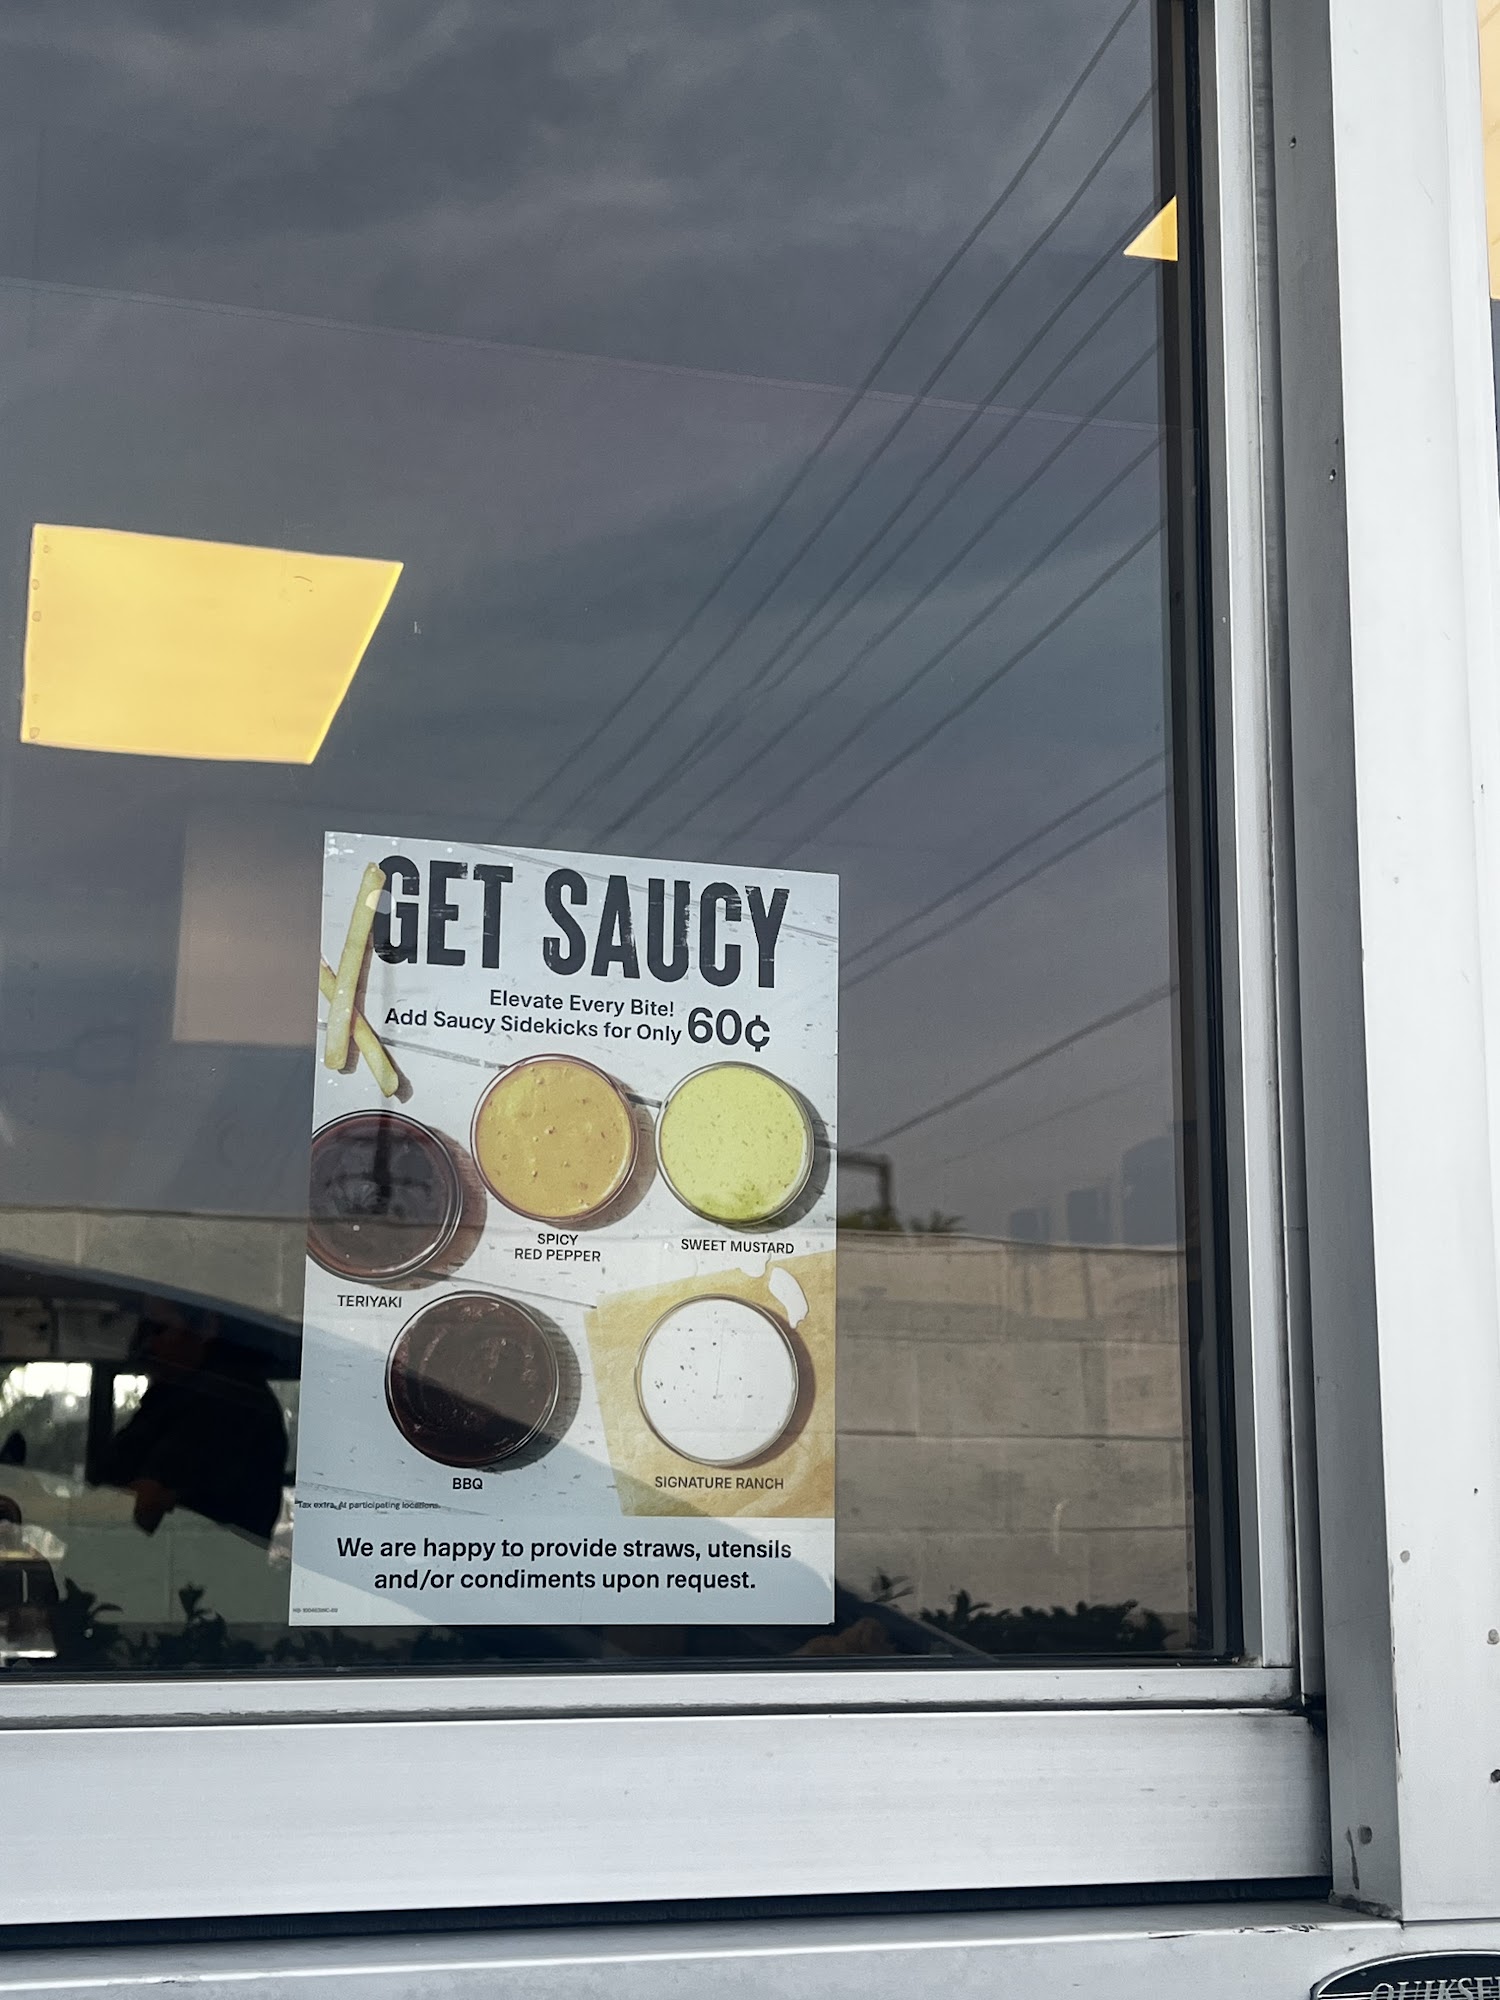 GET SAUCY
Elevate Every Bite!
Add Saucy Sidekicks for Only 60¢
SPICY
RED PEPPER
SWEET MUSTARD
TERIYAKI
BBQ
SIGNATURE RANCH
Tax extra. At participating locations.
We are happy to provide straws, utensils
and/or condiments upon request.